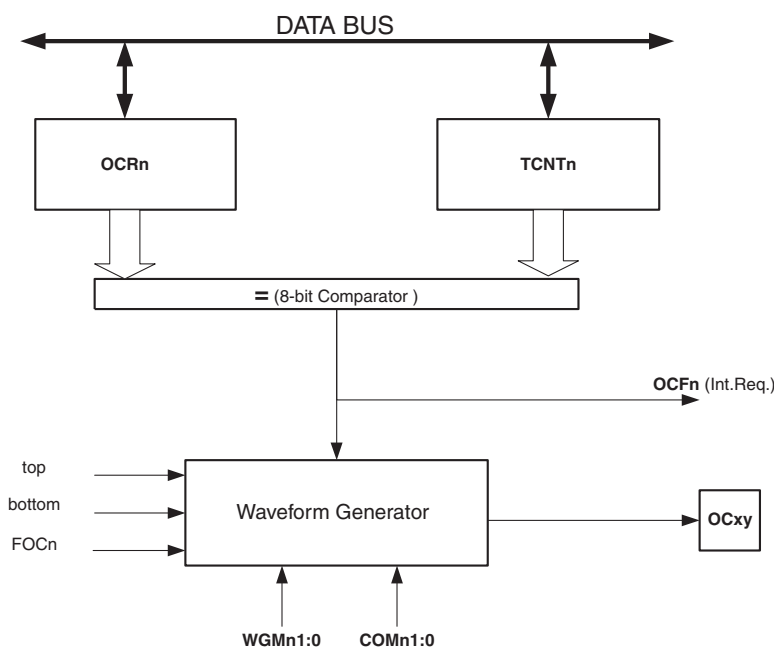 DATA BUS
OCRn
TCNTn
= (8-bit Comparator )
OCFn (Int.Req.)
top
bottom
FOCn
Waveform Generator
OCxy
WGMn1:0
COMn1:0